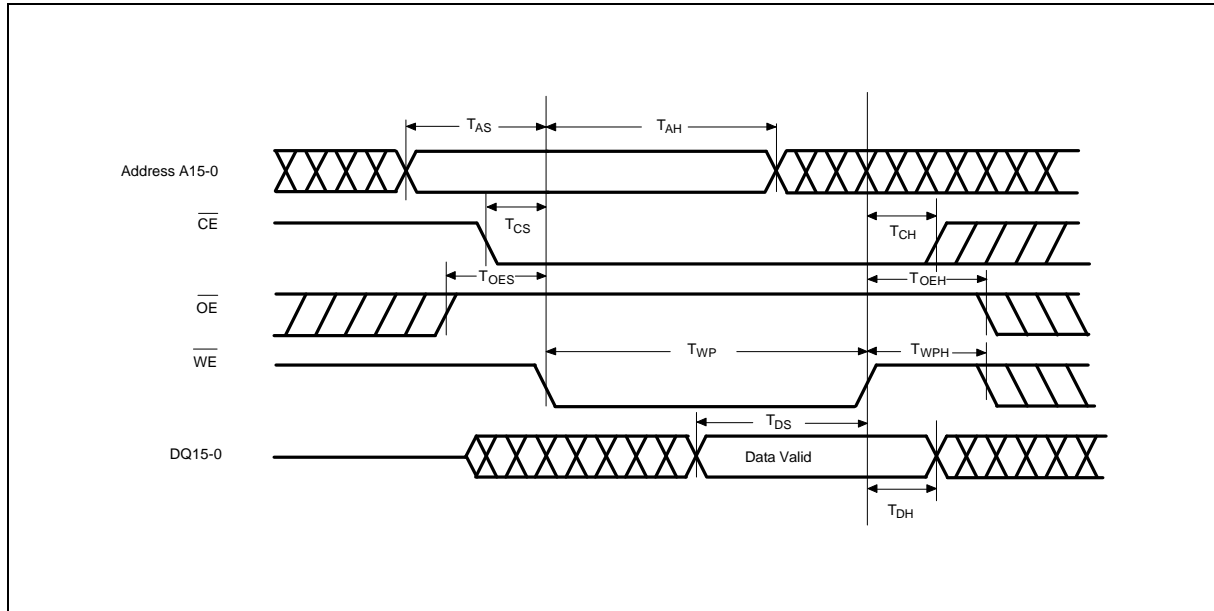 TAS
TAH
Address A15-0
CE
TCS
TCH
TOES
TOEH
OE
WE
TWP
TWPH
TDS
DQ15-0
Data Valid
TDH